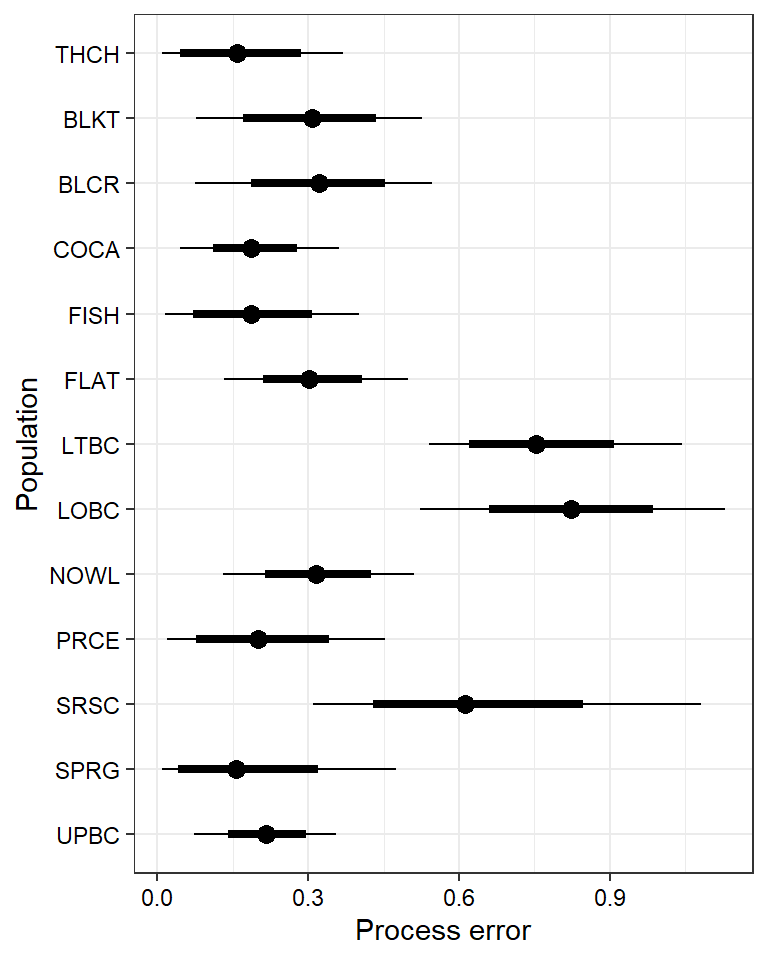 THCH
BLKT
BLCR
COCA
FISH
FLAT
LTBC
LOBC
NOWL
PRCE
SRSC
SPRG
UPBC
Population
0.0 0.3 0.6 0.9
Process error